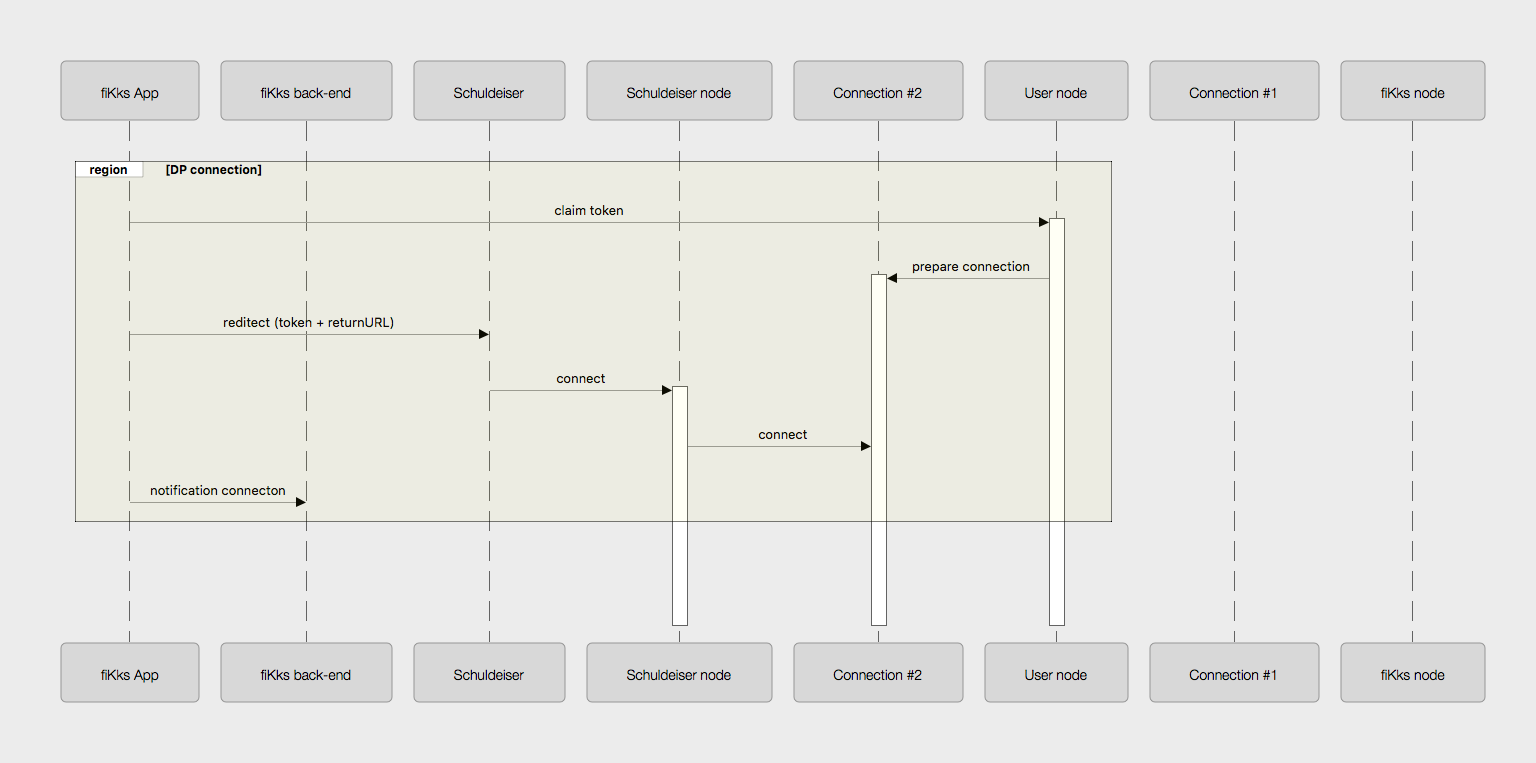 fiKks App
fiKks back-end
Schuldeiser
Schuldeiser node
Connection #2
User node
Connection #1
fiKks node
region
[DP connection]
claim token
prepare connection
reditect (token + returnURL)
connect
connect
notification connecton
fiKks App
fiKks back-end
Schuldeiser
Schuldeiser node
Connection #2
User node
Connection #1
fiKks node